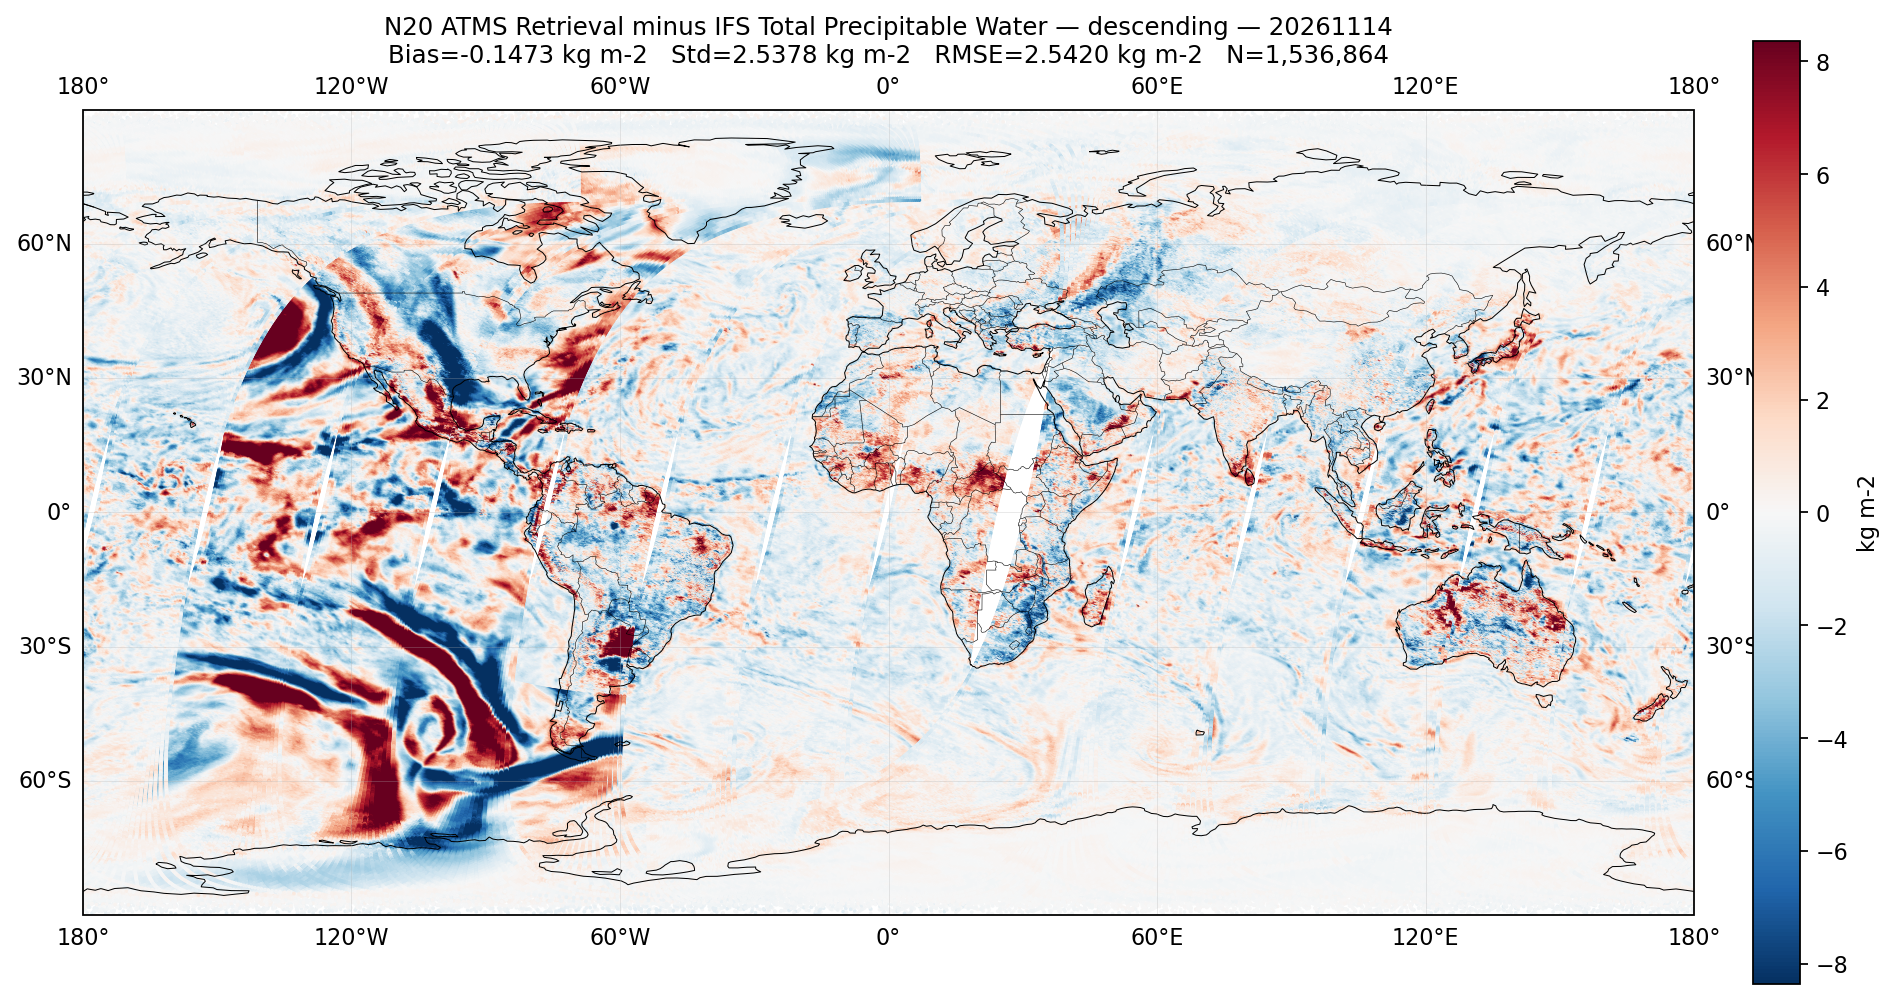 N20 ATMS Retrieval minus IFS Total Precipitable Water — descending — 20261114
Bias=-0.1473 kg m-2   Std=2.5378 kg m-2   RMSE=2.5420 kg m-2   N=1,536,864
180° 120°W 60°W 0° 60°E 120°E 180°
60°N 60°N
30°N 30°N
0° 0°
30°S 30°S
60°S 60°S
180° 120°W 60°W 0° 60°E 120°E 180°
8
6
4
2
0
−2
−4
−6
−8
kg m-2